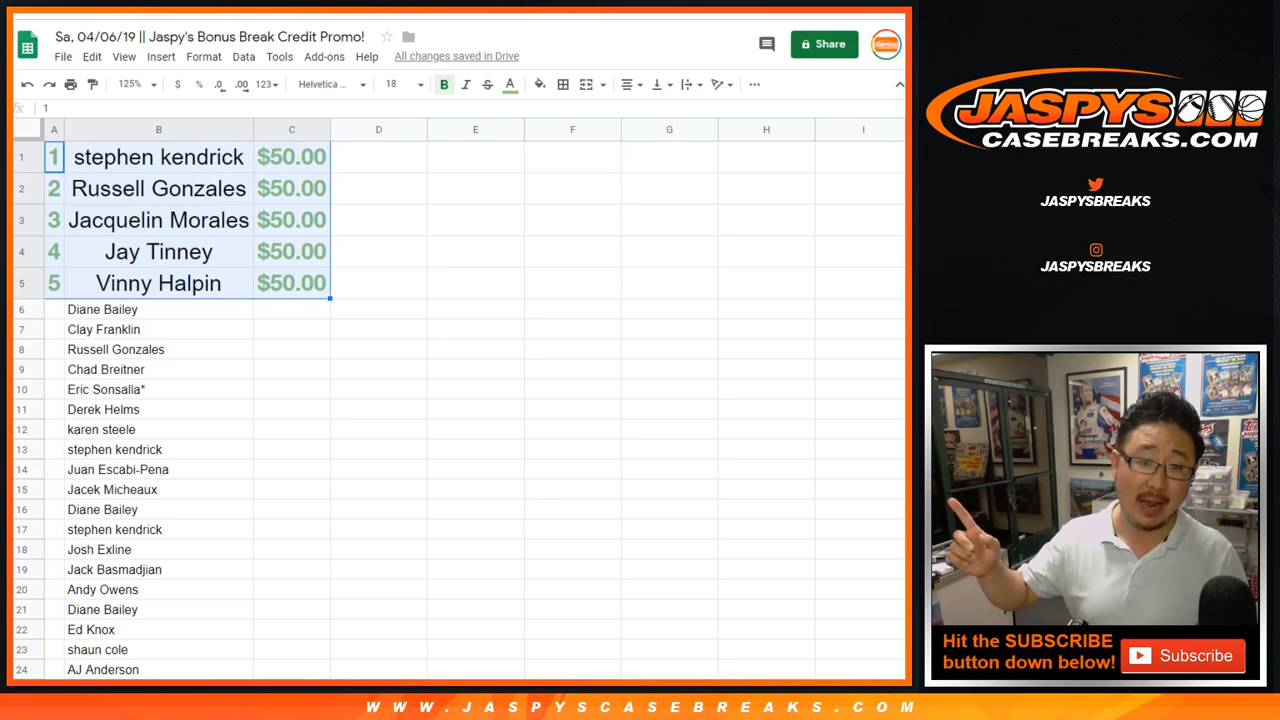 Sa, 04/06/19 || Jaspy's Bonus Break Credit Promo!
File Edit View Insert Format Data Tools Add-ons Help All changes saved in Drive
Share
125% $ % .0 .00 123 Helvetica ... 18 B I S A ...
fx 1
A B C D E F G H I
1 1 stephen kendrick $50.00
2 2 Russell Gonzales $50.00
3 3 Jacquelin Morales $50.00
4 4 Jay Tinney $50.00
5 5 Vinny Halpin $50.00
6 Diane Bailey
7 Clay Franklin
8 Russell Gonzales
9 Chad Breitner
10 Eric Sonsalla*
11 Derek Helms
12 karen steele
13 stephen kendrick
14 Juan Escabi-Pena
15 Jacek Micheaux
16 Diane Bailey
17 stephen kendrick
18 Josh Exline
19 Jack Basmadjian
20 Andy Owens
21 Diane Bailey
22 Ed Knox
23 shaun cole
24 AJ Anderson
JASPYS
CASEBREAKS.COM
JASPYSBREAKS
JASPYSBREAKS
Hit the SUBSCRIBE
button down below!
Subscribe
WWW.JASPYSCASEBREAKS.COM